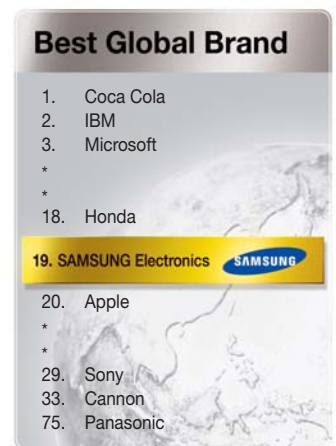 Best Global Brand
1. Coca Cola
2. IBM
3. Microsoft
*
*
18. Honda
19. SAMSUNG Electronics SAMSUNG
20. Apple
*
*
29. Sony
33. Cannon
75. Panasonic